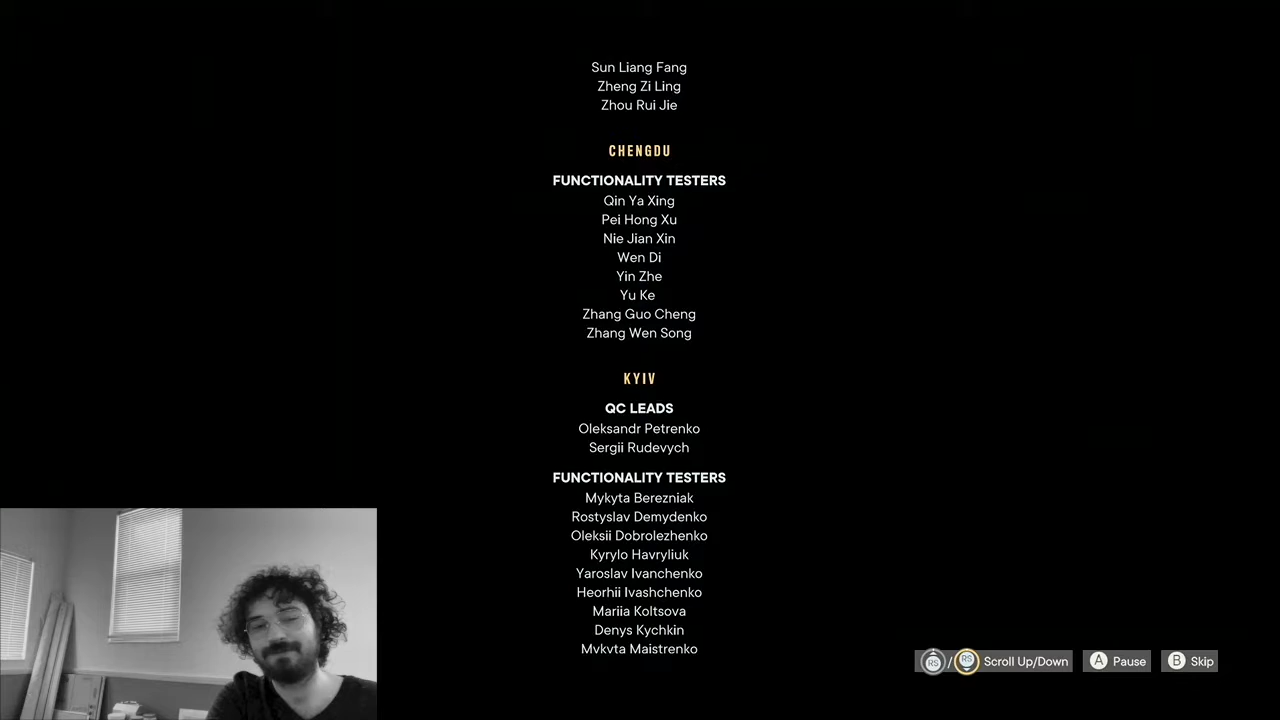 Sun Liang Fang
Zheng Zi Ling
Zhou Rui Jie
CHENGDU
FUNCTIONALITY TESTERS
Qin Ya Xing
Pei Hong Xu
Nie Jian Xin
Wen Di
Yin Zhe
Yu Ke
Zhang Guo Cheng
Zhang Wen Song
KYIV
QC LEADS
Oleksandr Petrenko
Sergii Rudevych
FUNCTIONALITY TESTERS
Mykyta Berezniak
Rostyslav Demydenko
Oleksii Dobrolezhenko
Kyrylo Havryliuk
Yaroslav Ivanchenko
Heorhii Ivashchenko
Mariia Koltsova
Denys Kychkin
Mykyta Maistrenko
RS / RS Scroll Up/Down A Pause B Skip